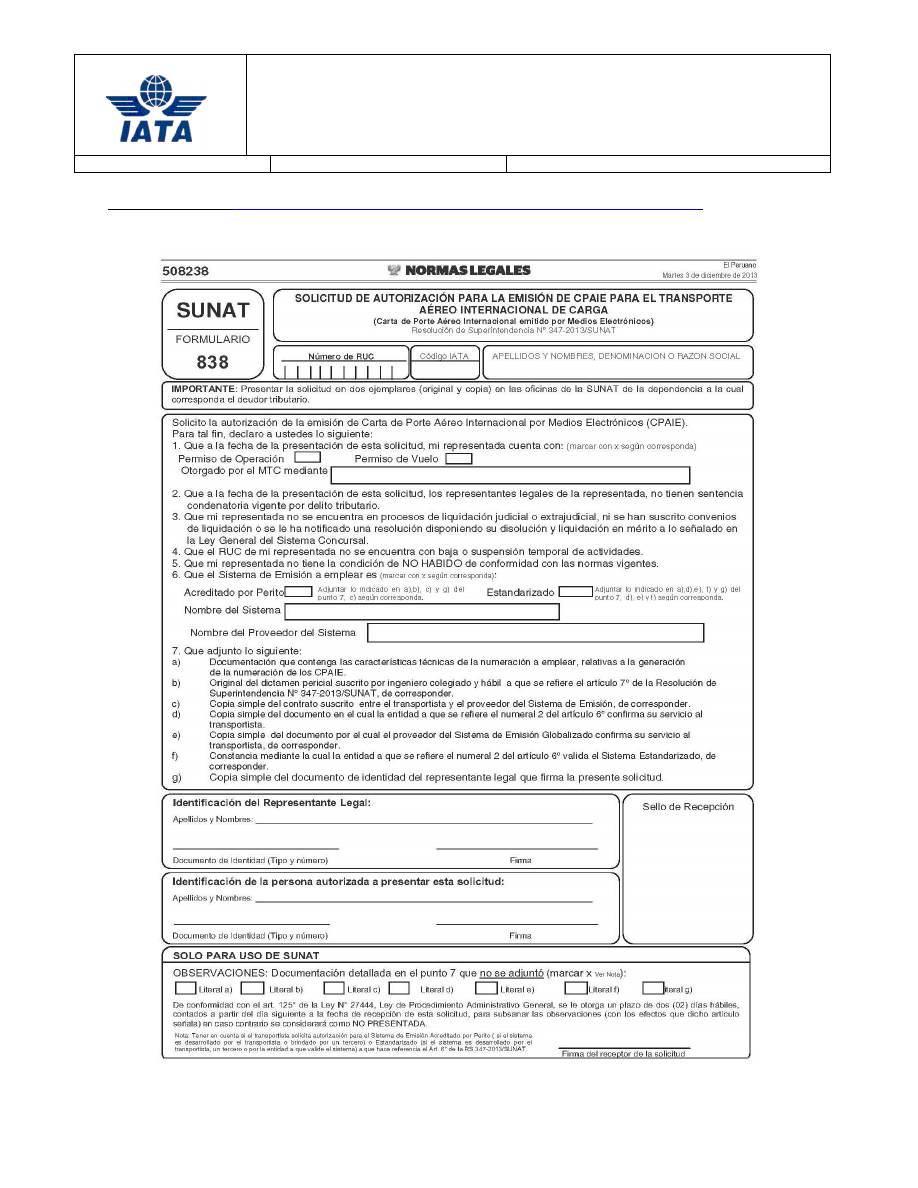 IATA
508238
NORMAS LEGALES
El Peruano
Martes 3 de diciembre de 2013
SUNAT
FORMULARIO
838
SOLICITUD DE AUTORIZACIÓN PARA LA EMISIÓN DE CPAIE PARA EL TRANSPORTE
AÉREO INTERNACIONAL DE CARGA
(Carta de Porte Aéreo Internacional emitido por Medios Electrónicos)
Resolución de Superintendencia Nº 347-2013/SUNAT
Número de RUC
Código IATA
APELLIDOS Y NOMBRES, DENOMINACION O RAZON SOCIAL
IMPORTANTE: Presentar la solicitud en dos ejemplares (original y copia) en las oficinas de la SUNAT de la dependencia a la cual
corresponda el deudor tributario.
Solicito la autorización de la emisión de Carta de Porte Aéreo Internacional por Medios Electrónicos (CPAIE).
Para tal fin, declaro a ustedes lo siguiente:
1. Que a la fecha de la presentación de esta solicitud, mi representada cuenta con: (marcar con x según corresponda)
Permiso de Operación Permiso de Vuelo
Otorgado por el MTC mediante
2. Que a la fecha de la presentación de esta solicitud, los representantes legales de la representada, no tienen sentencia
condenatoria vigente por delito tributario.
3. Que mi representada no se encuentra en procesos de liquidación judicial o extrajudicial, ni se han suscrito convenios
de liquidación o se le ha notificado una resolución disponiendo su disolución y liquidación en mérito a lo señalado en
la Ley General del Sistema Concursal.
4. Que el RUC de mi representada no se encuentra con baja o suspensión temporal de actividades.
5. Que mi representada no tiene la condición de NO HABIDO de conformidad con las normas vigentes.
6. Que el Sistema de Emisión a emplear es (marcar con x según corresponda):
Acreditado por Perito
Adjuntar lo indicado en a),b), c) y g) del
punto 7, c) según corresponda.
Estandarizado
Adjuntar lo indicado en a),d),e), f) y g) del
punto 7, d), e) y f) según corresponda.
Nombre del Sistema
Nombre del Proveedor del Sistema
7. Que adjunto lo siguiente:
a) Documentación que contenga las características técnicas de la numeración a emplear, relativas a la generación
de la numeración de los CPAIE.
b) Original del dictamen pericial suscrito por ingeniero colegiado y hábil a que se refiere el artículo 7º de la Resolución de
Superintendencia Nº 347-2013/SUNAT, de corresponder.
c) Copia simple del contrato suscrito entre el transportista y el proveedor del Sistema de Emisión, de corresponder.
d) Copia simple del documento en el cual la entidad a que se refiere el numeral 2 del artículo 6º confirma su servicio al
transportista.
e) Copia simple del documento por el cual el proveedor del Sistema de Emisión Globalizado confirma su servicio al
transportista, de corresponder.
f) Constancia mediante la cual la entidad a que se refiere el numeral 2 del artículo 6º valida el Sistema Estandarizado, de
corresponder.
g) Copia simple del documento de identidad del representante legal que firma la presente solicitud.
Identificación del Representante Legal:
Apellidos y Nombres:
Documento de Identidad (Tipo y número) Firma
Sello de Recepción
Identificación de la persona autorizada a presentar esta solicitud:
Apellidos y Nombres:
Documento de Identidad (Tipo y número) Firma
SOLO PARA USO DE SUNAT
OBSERVACIONES: Documentación detallada en el punto 7 que no se adjuntó (marcar x Ver Nota):
Literal a) Literal b) Literal c) Literal d) Literal e) Literal f) iteral g)
De conformidad con el art. 125° de la Ley N° 27444, Ley de Procedimiento Administrativo General, se le otorga un plazo de dos (02) días hábiles,
contados a partir del día siguiente a la fecha de recepción de esta solicitud, para subsanar las observaciones (con los efectos que dicho artículo
señala) en caso contrario se considerará como NO PRESENTADA.
Nota: Tener en cuenta si el transportista solicita autorización para el Sistema de Emisión Acreditado por Perito ( si el sistema
es desarrollado por el transportista o brindado por un tercero) o Estandarizado (si el sistema es desarrollado por el
transportista, un tercero o por la entidad a que valide el sistema) a que hace referencia el Art. 6° de la RS 347-2013/SUNAT.
Firma del receptor de la solicitud